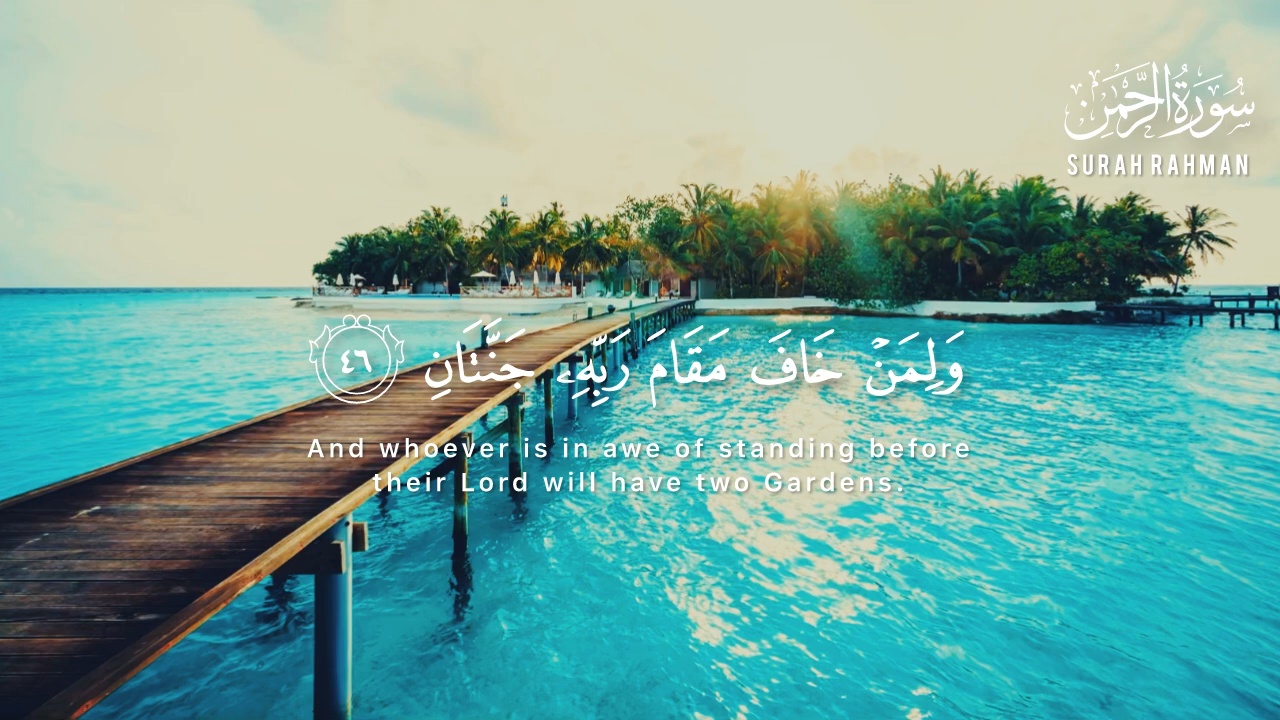 سُورَةُ الرَّحْمَٰن
SURAH RAHMAN
وَلِمَنْ خَافَ مَقَامَ رَبِّهِۦ جَنَّتَانِ ٤٦
And whoever is in awe of standing before
their Lord will have two Gardens.